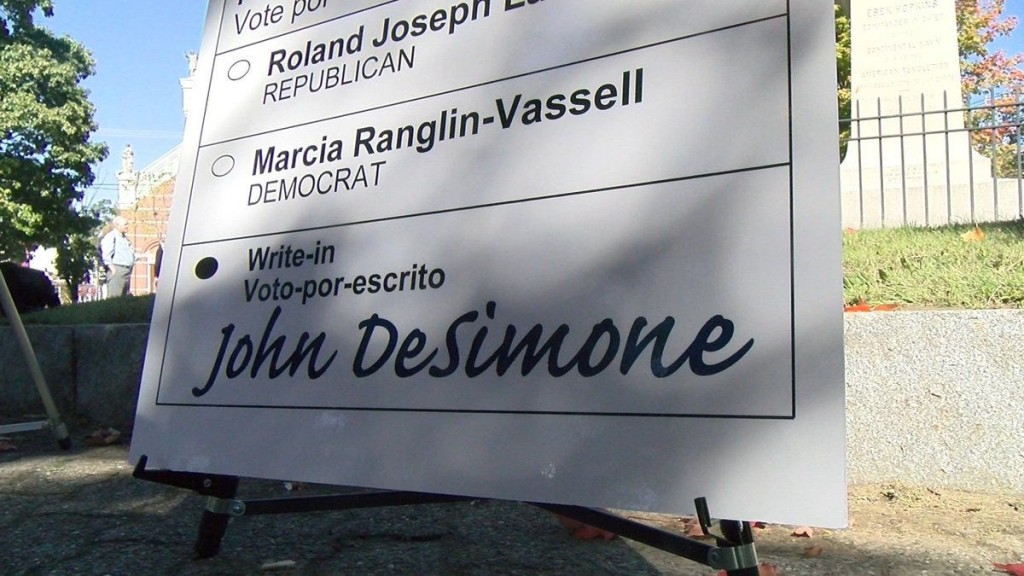 Vote por
Roland Joseph
REPUBLICAN
Marcia Ranglin-Vassell
DEMOCRAT
Write-in
Voto-por-escrito
John DeSimone